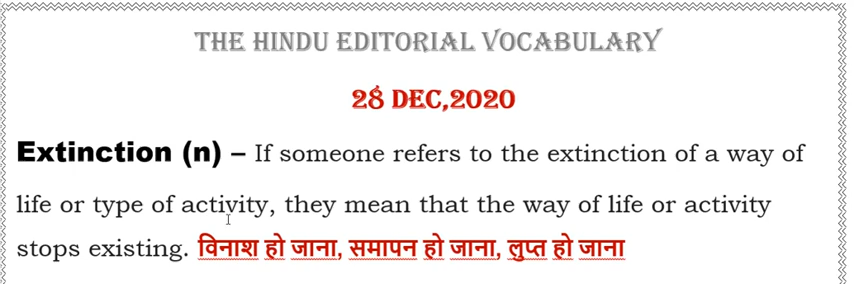 THE HINDU EDITORIAL VOCABULARY
28 DEC,2020
Extinction (n) – If someone refers to the extinction of a way of
life or type of activity, they mean that the way of life or activity
stops existing. विनाश हो जाना, समापन हो जाना, लुप्त हो जाना